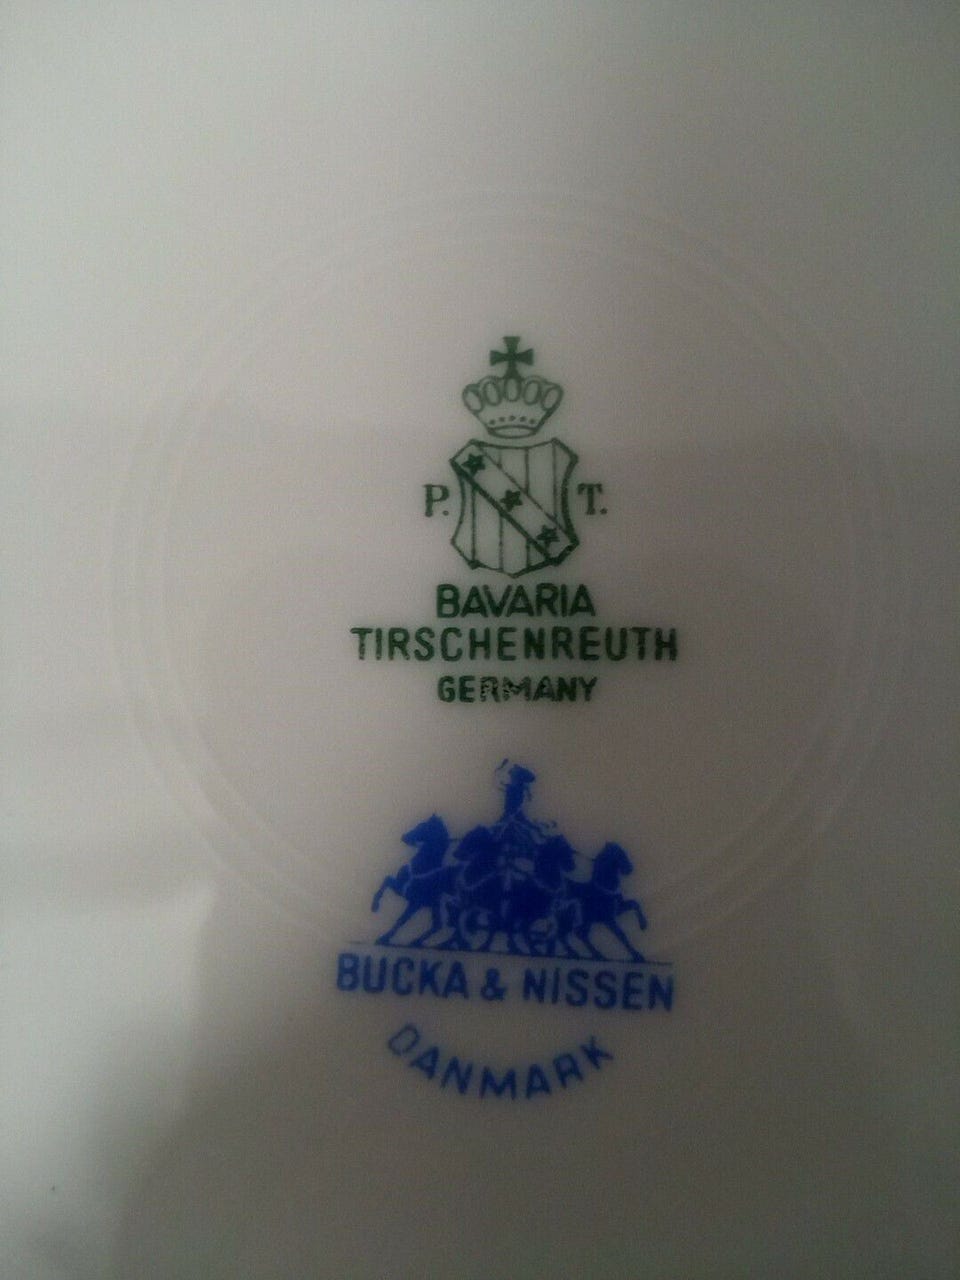 P. T.
BAVARIA
TIRSCHENREUTH
GERMANY
BUCKA & NISSEN
DANMARK